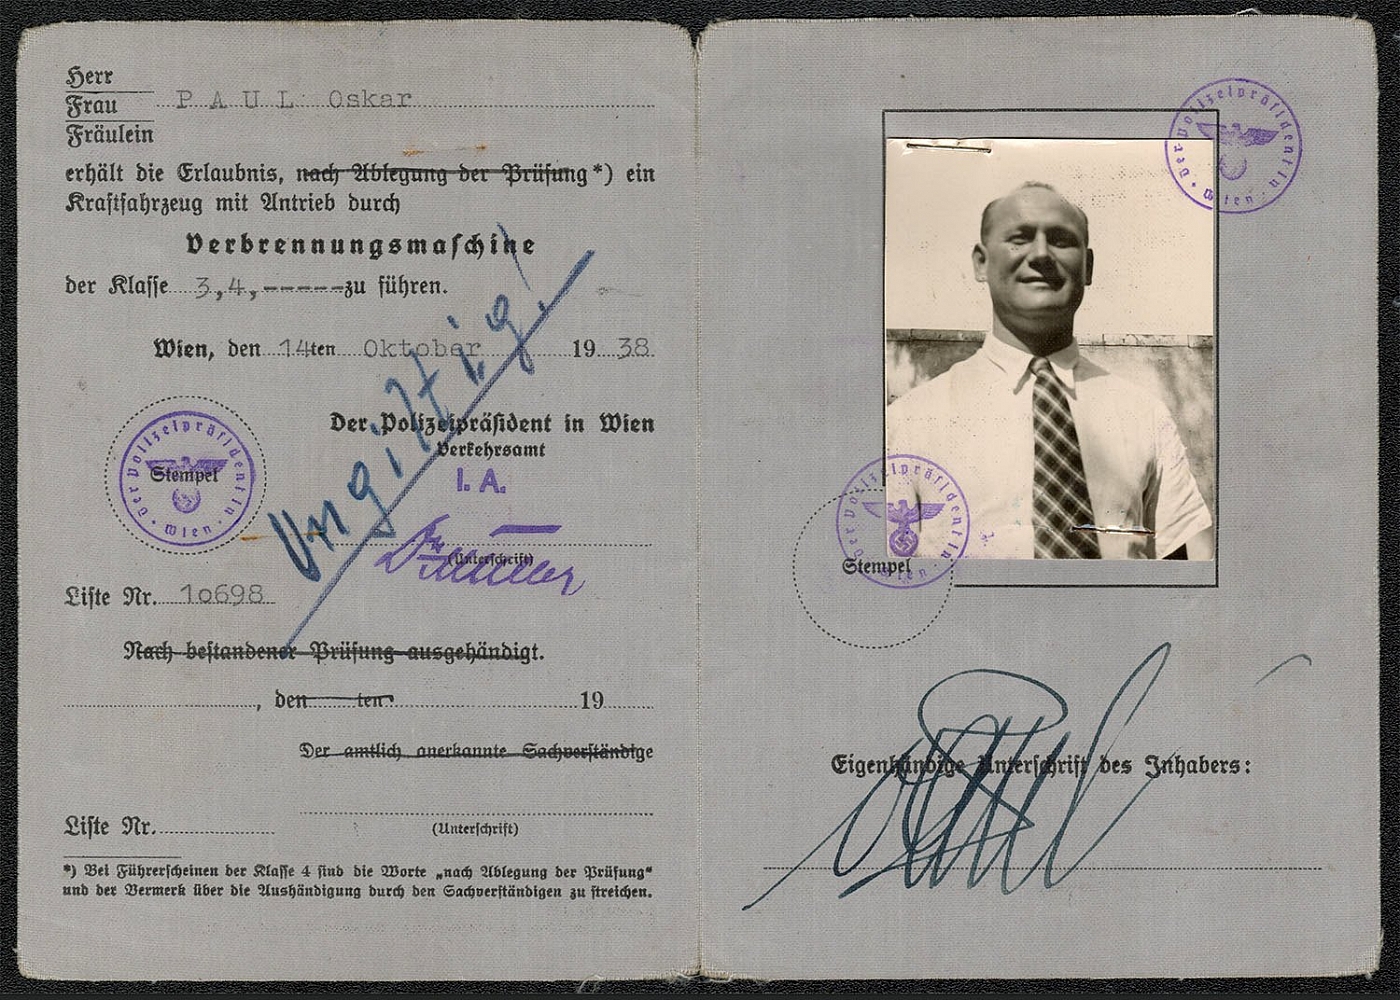 Herr
Frau P A U L Oskar
Fräulein
erhält die Erlaubnis, nach Ablegung der Prüfung*) ein
Kraftfahrzeug mit Antrieb durch
Verbrennungsmaschine
der Klasse 3,4,-----zu führen.
Wien, den 14ten Oktober 19 38
Ungiltig!
Der Polizeipräsident in Wien
Verkehrsamt
I. A.
Stempel
Der Polizeipräsident in Wien
(Unterschrift)
Liste Nr. 10698
Nach bestandener Prüfung ausgehändigt.
, den ten 19
Der amtlich anerkannte Sachverständige
Liste Nr.
(Unterschrift)
*) Bei Führerscheinen der Klasse 4 sind die Worte „nach Ablegung der Prüfung“
und der Vermerk über die Aushändigung durch den Sachverständigen zu streichen.
Der Polizeipräsident in Wien
Der Polizeipräsident in Wien
Stempel
Eigenhändige Unterschrift des Inhabers: